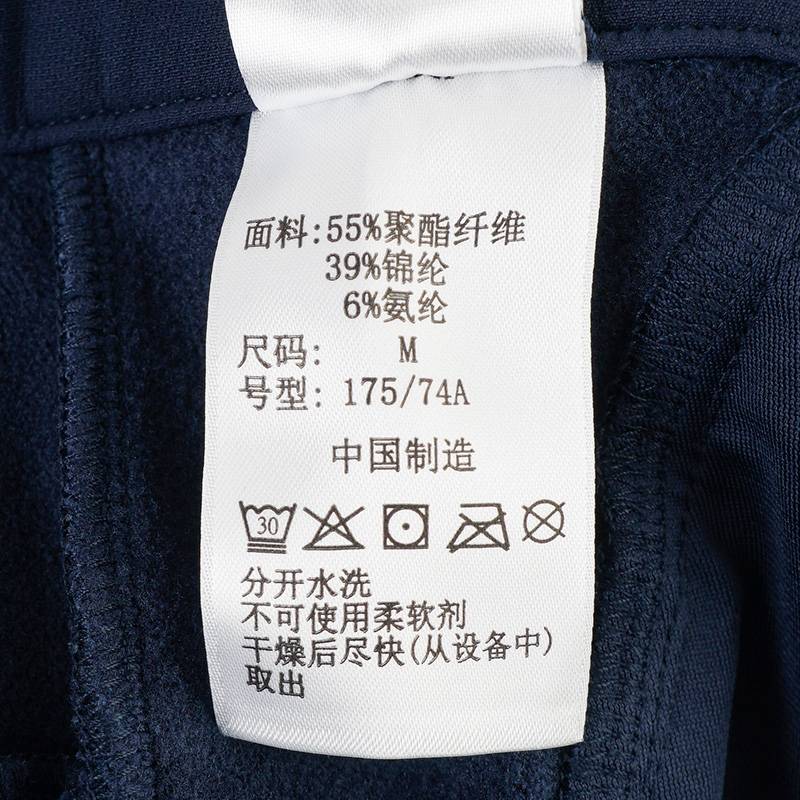 面料:55%聚酯纤维
39%锦纶
6%氨纶
尺码: M
号型: 175/74A
中国制造
30
分开水洗
不可使用柔软剂
干燥后尽快(从设备中)
取出